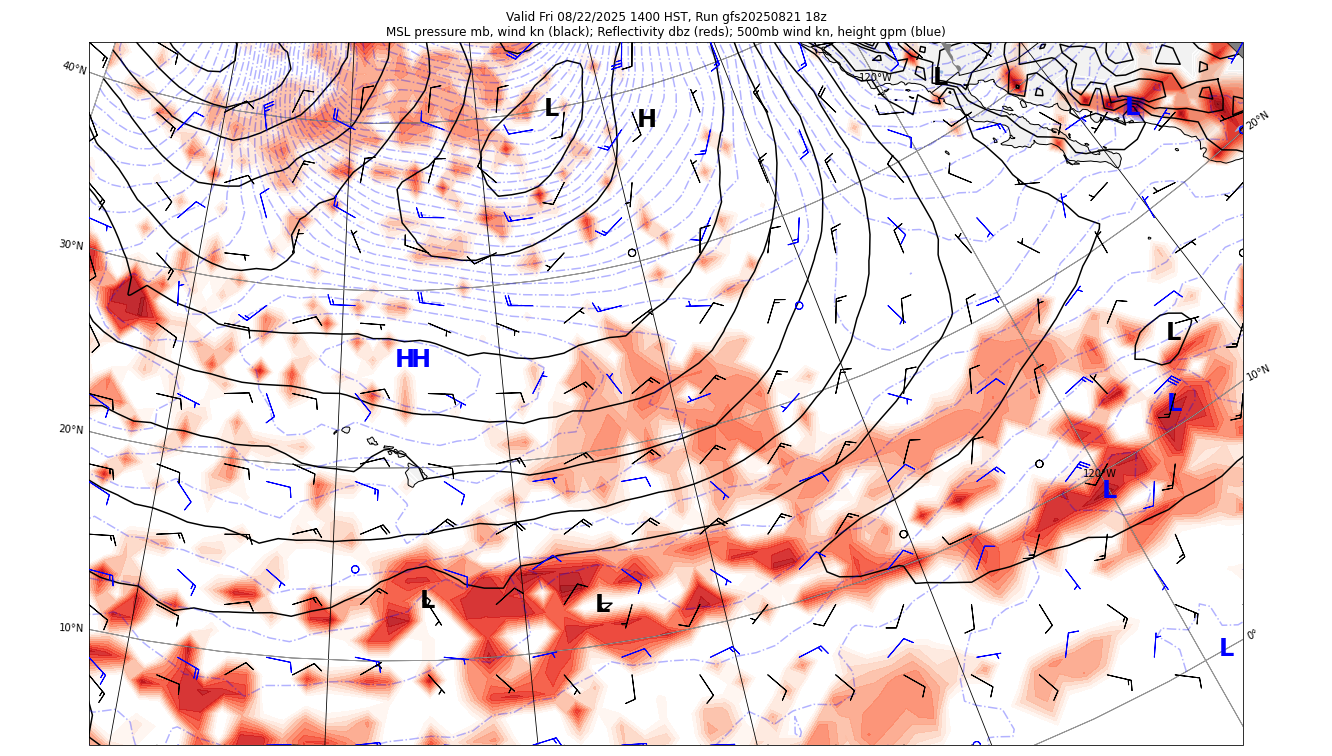 Valid Fri 08/22/2025 1400 HST, Run gfs20250821 18z
MSL pressure mb, wind kn (black); Reflectivity dbz (reds); 500mb wind kn, height gpm (blue)
40°N
120°W
L
L
L
H
20°N
30°N
L
HH
10°N
L
20°N
120°W
L
L
L
10°N
0°
L